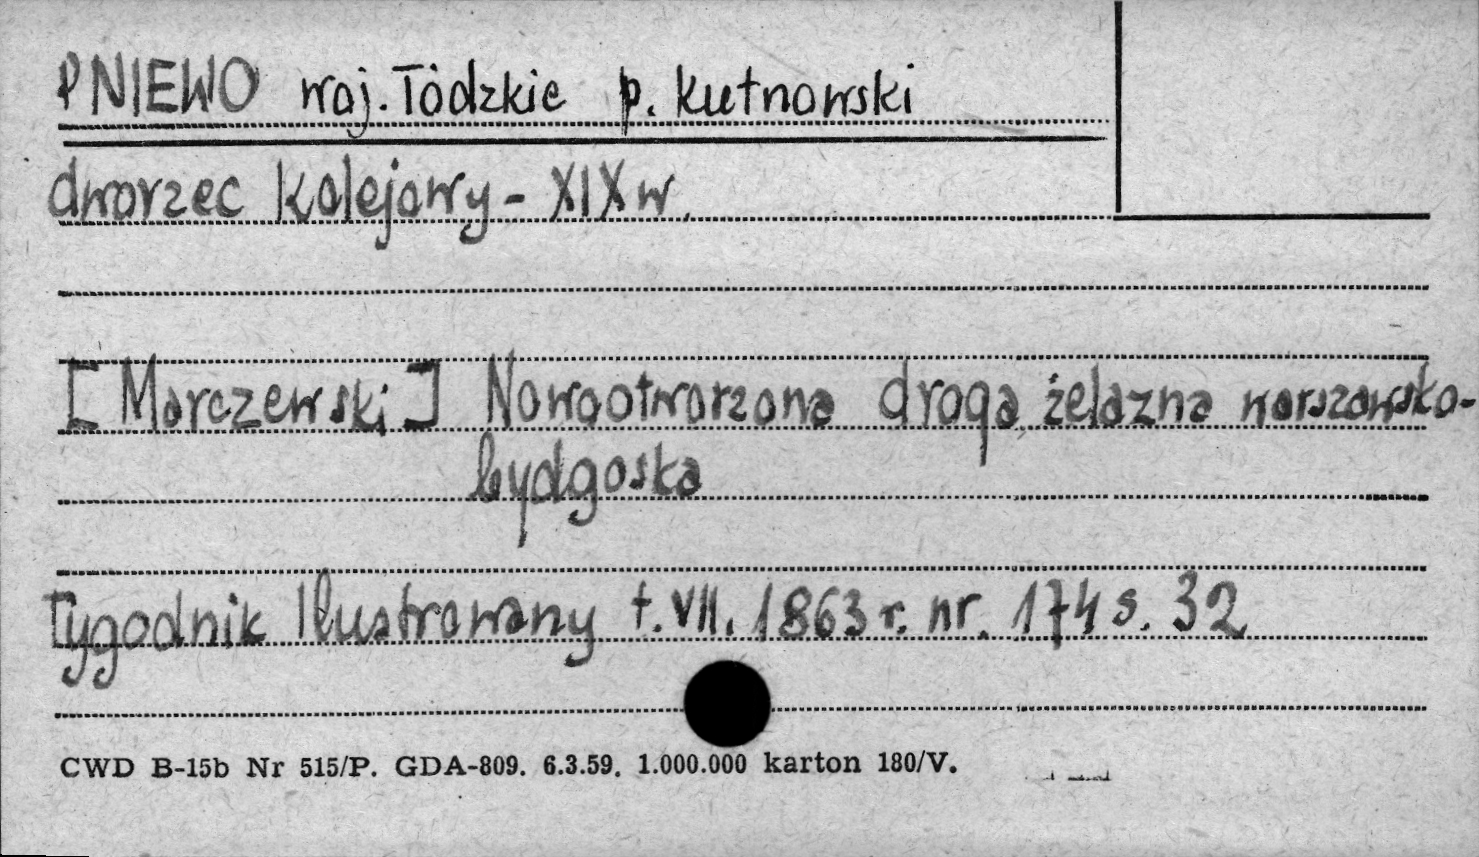 PNIEWO woj. Łódzkie p. kutnowski
dworzec kolejowy - XIX w.
[Marczewski] Nowootworzona droga żelazna warszawsko-
bydgoska
Tygodnik Ilustrowany t. VII. 1863 r. nr. 174 s. 32
CWD B-15b Nr 515/P. GDA-809. 6.3.59. 1.000.000 karton 180/V.